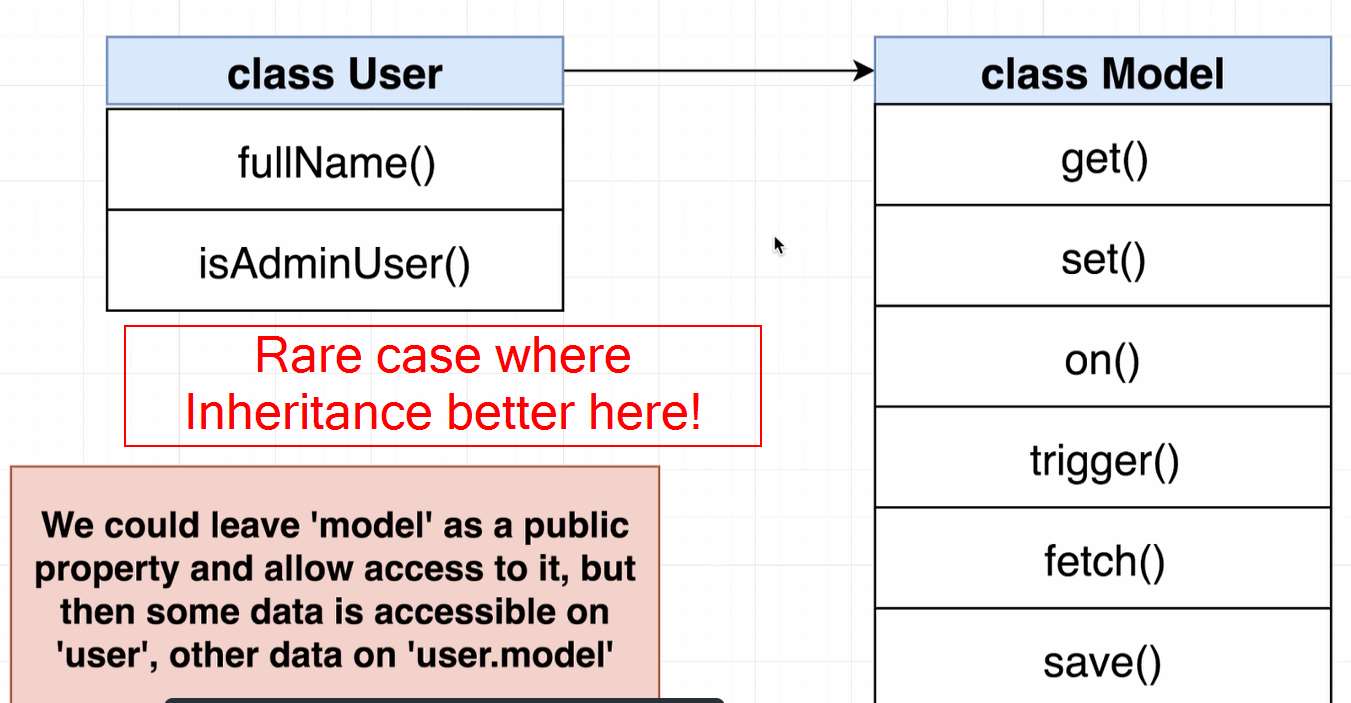 class User
fullName()
isAdminUser()
Rare case where
Inheritance better here!
We could leave 'model' as a public
property and allow access to it, but
then some data is accessible on
'user', other data on 'user.model'
class Model
get()
set()
on()
trigger()
fetch()
save()